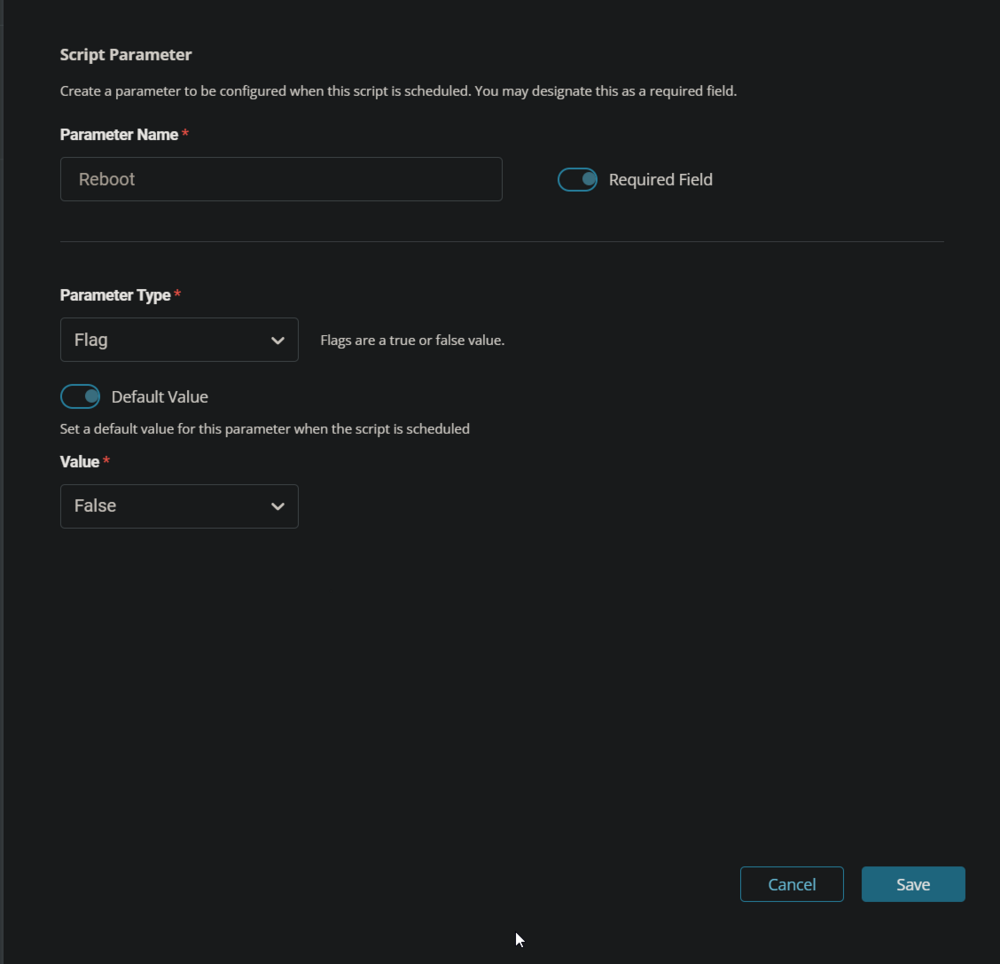 Script Parameter
Create a parameter to be configured when this script is scheduled. You may designate this as a required field.
Parameter Name *
Reboot
Required Field
Parameter Type *
Flag
Flags are a true or false value.
Default Value
Set a default value for this parameter when the script is scheduled
Value *
False
Cancel
Save